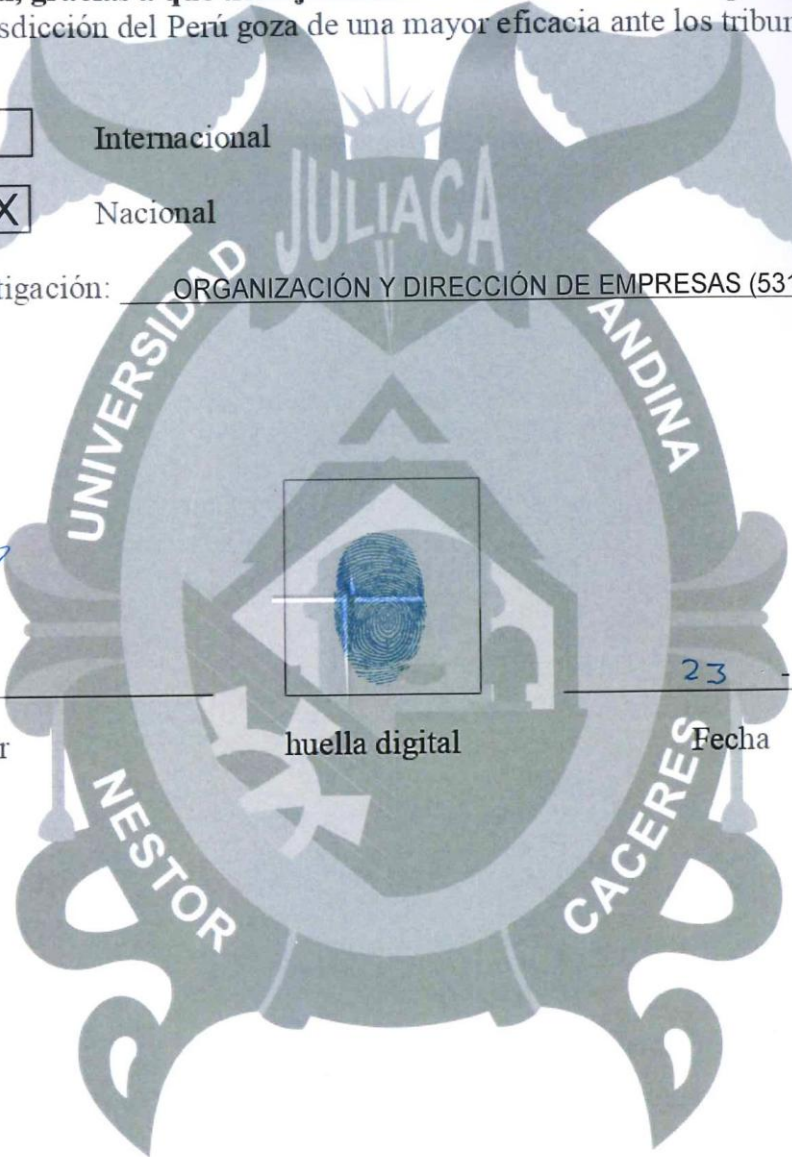 sdicción del Perú goza de una mayor eficacia ante los tribun
Internacional
X Nacional
JULIACA
tigación: ORGANIZACIÓN Y DIRECCIÓN DE EMPRESAS (531
UNIVERSIDAD
ANDINA
23 -
r huella digital Fecha
NESTOR
CACERES